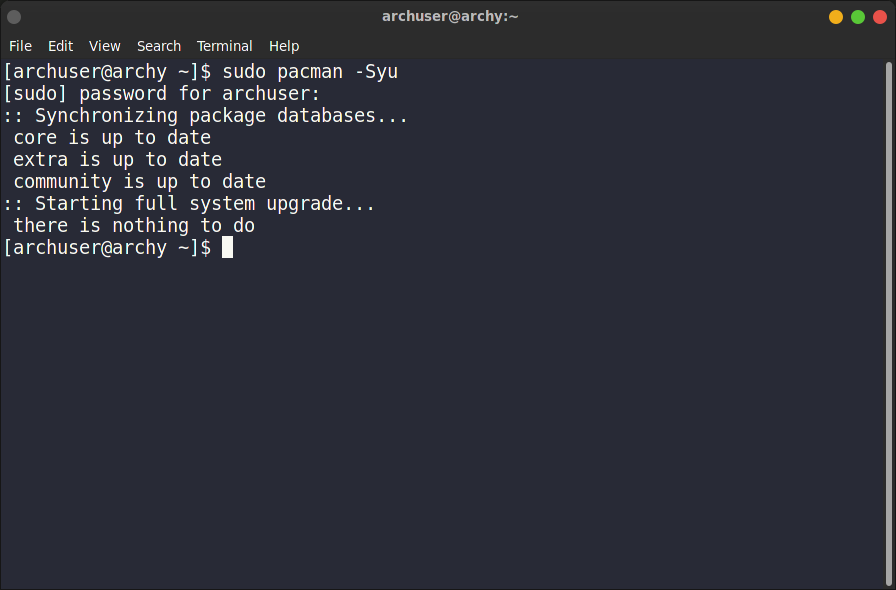 archuser@archy:~
File Edit View Search Terminal Help
[archuser@archy ~]$ sudo pacman -Syu
[sudo] password for archuser:
:: Synchronizing package databases...
 core is up to date
 extra is up to date
 community is up to date
:: Starting full system upgrade...
 there is nothing to do
[archuser@archy ~]$